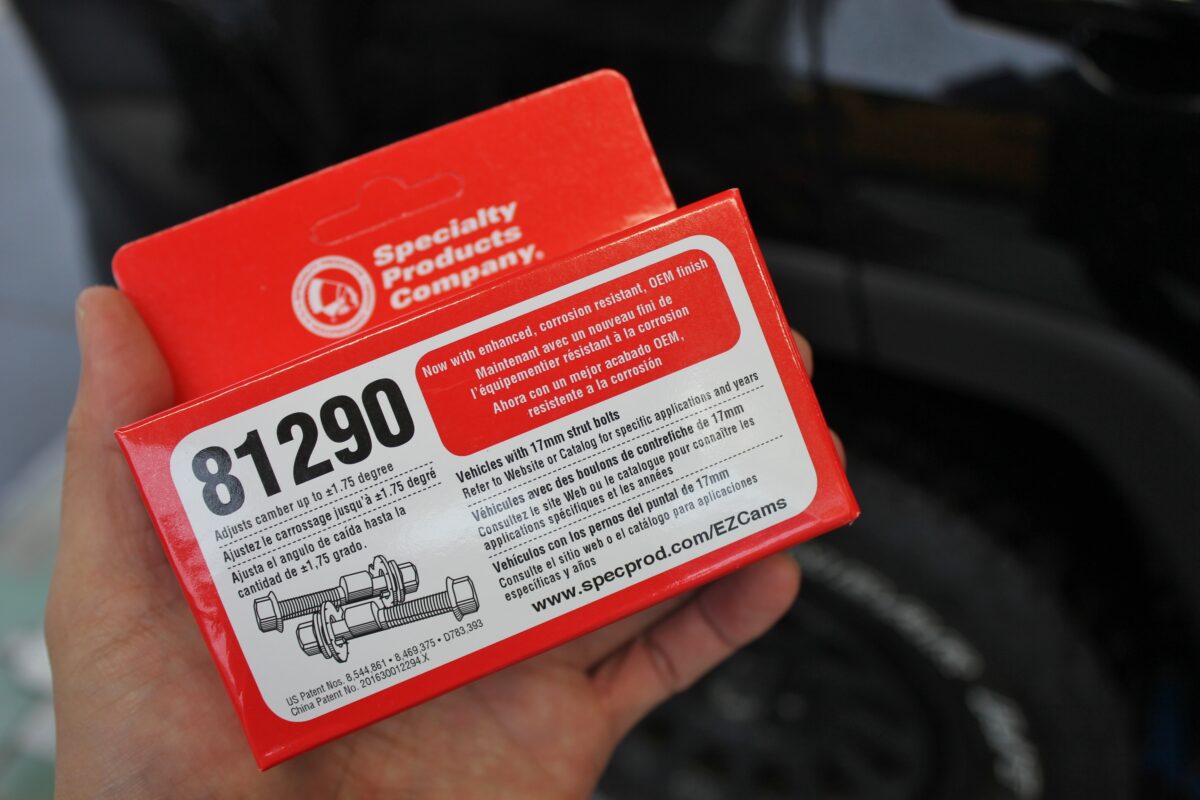 Specialty
Products
Company®
81290
Now with enhanced, corrosion resistant, OEM finish
Maintenant avec un nouveau fini de
l'équipementier résistant à la corrosion
Ahora con un mejor acabado OEM,
resistente a la corrosión
Adjusts camber up to ±1.75 degree
Ajustez le carrossage jusqu'à ±1.75 degré
Ajusta el angulo de caída hasta la
cantidad de ±1.75 grado.
Vehicles with 17mm strut bolts
Refer to Website or Catalog for specific applications and years
Véhicules avec des boulons de contrefiche de 17mm
Consultez le site Web ou le catalogue pour connaître les
applications spécifiques et les années
Vehículos con los pernos del puntal de 17mm
Consulte el sitio web o el catálogo para aplicaciones
específicas y años
www.specprod.com/EZCams
US Patent Nos. 8,544,861 • 8,469,375 • D783,393
China Patent No. 201630012294.X